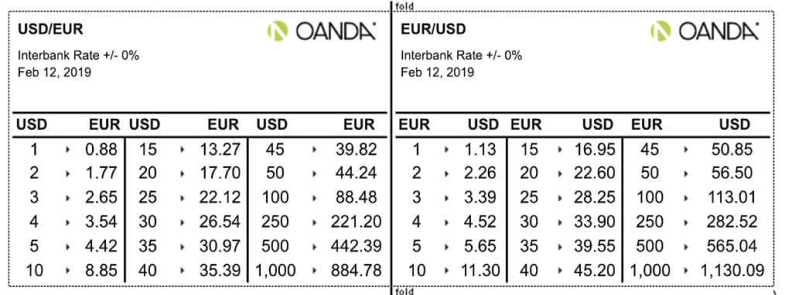 fold
USD/EUR OANDA
Interbank Rate +/- 0%
Feb 12, 2019
USD EUR USD EUR USD EUR
1 ‣ 0.88 15 ‣ 13.27 45 ‣ 39.82
2 ‣ 1.77 20 ‣ 17.70 50 ‣ 44.24
3 ‣ 2.65 25 ‣ 22.12 100 ‣ 88.48
4 ‣ 3.54 30 ‣ 26.54 250 ‣ 221.20
5 ‣ 4.42 35 ‣ 30.97 500 ‣ 442.39
10 ‣ 8.85 40 ‣ 35.39 1,000 ‣ 884.78
EUR/USD OANDA
Interbank Rate +/- 0%
Feb 12, 2019
EUR USD EUR USD EUR USD
1 ‣ 1.13 15 ‣ 16.95 45 ‣ 50.85
2 ‣ 2.26 20 ‣ 22.60 50 ‣ 56.50
3 ‣ 3.39 25 ‣ 28.25 100 ‣ 113.01
4 ‣ 4.52 30 ‣ 33.90 250 ‣ 282.52
5 ‣ 5.65 35 ‣ 39.55 500 ‣ 565.04
10 ‣ 11.30 40 ‣ 45.20 1,000 ‣ 1,130.09
fold